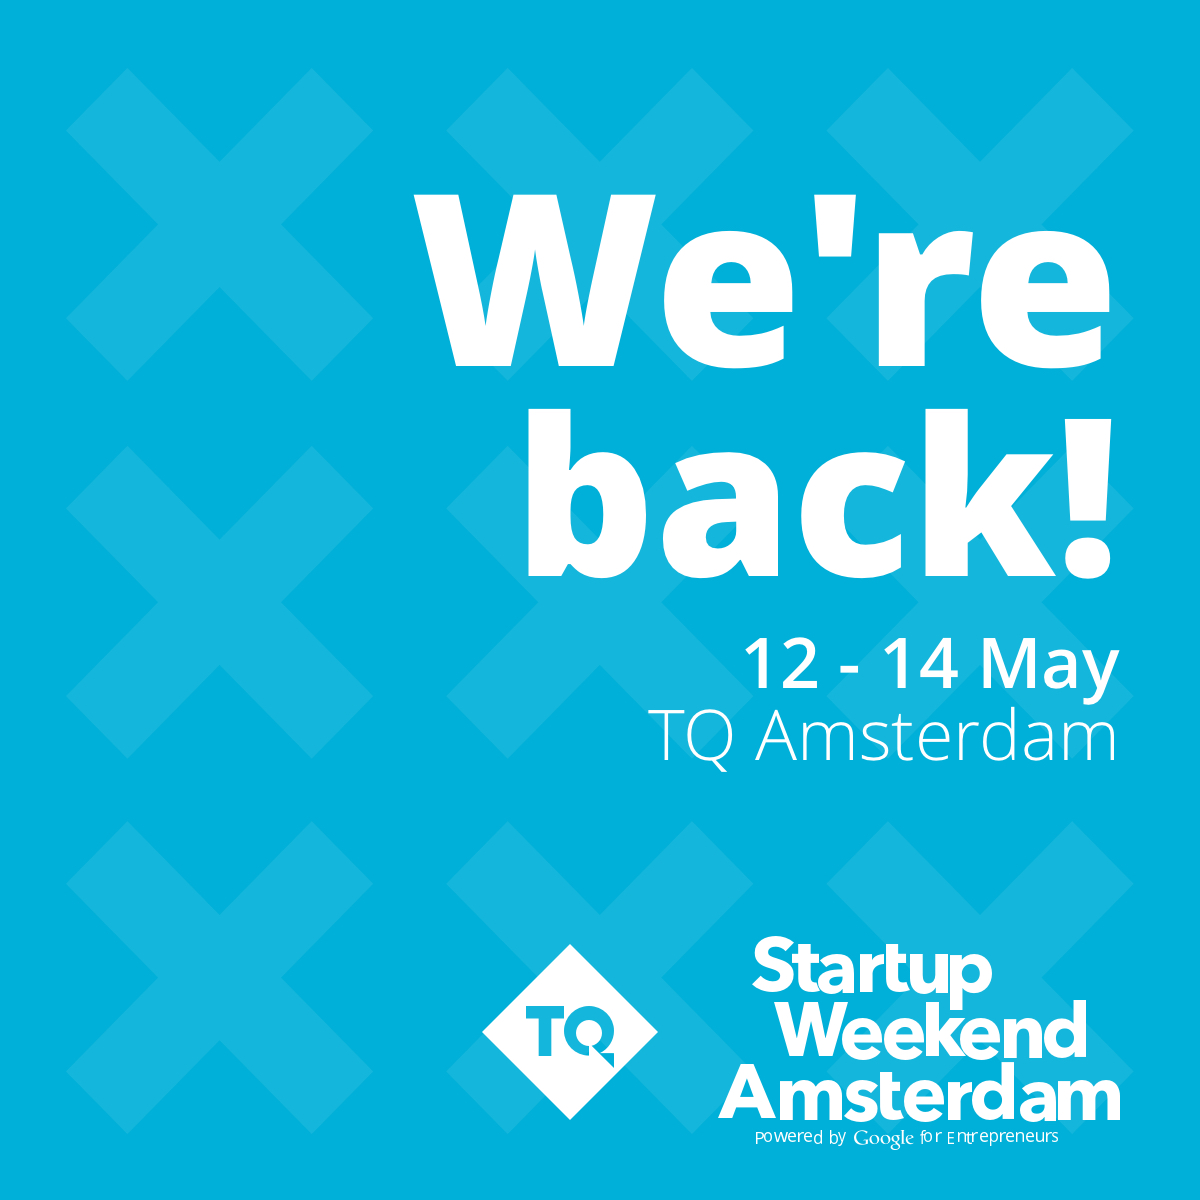 We're
back!
12 - 14 May
TQ Amsterdam
TQ
Startup
Weekend
Amsterdam
Powered by Google for Entrepreneurs